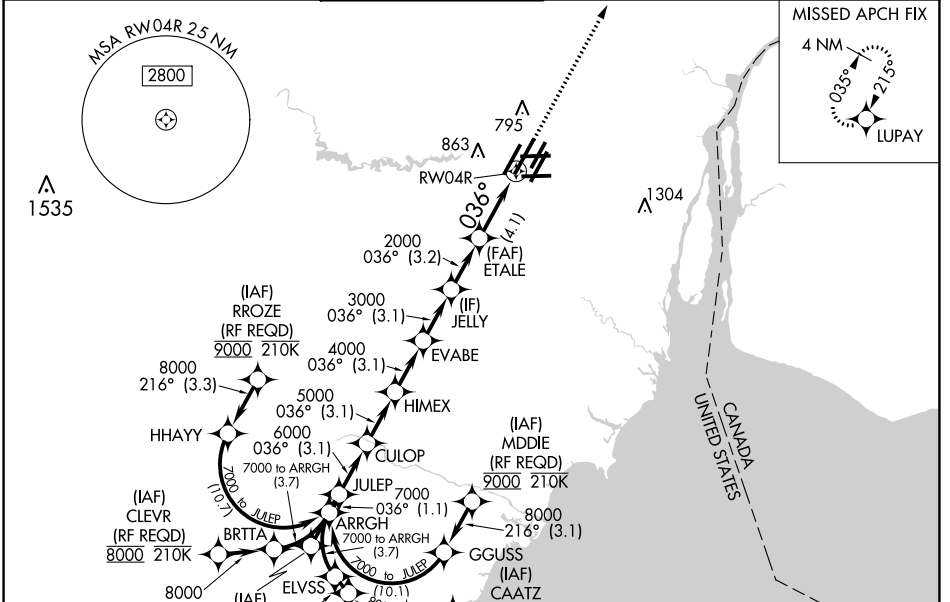 MSA RW04R 25 NM
2800
MISSED APCH FIX
4 NM
035°
215°
LUPAY
795
863
RW04R
1535
1304
036°
(4.1)
2000
036° (3.2)
(FAF)
ETALE
(IAF)
RROZE
(RF REQD)
9000 210K
3000
036° (3.1)
(IF)
JELLY
8000
216° (3.3)
4000
036° (3.1)
EVABE
5000
036° (3.1)
HIMEX
HHAYY
6000
036° (3.1)
CULOP
(IAF)
MDDIE
(RF REQD)
9000 210K
CANADA
UNITED STATES
7000 to ARRGH
(3.7)
7000 to JULEP
(10.7)
JULEP
7000
036° (1.1)
8000
216° (3.1)
(IAF)
CLEVR
(RF REQD)
8000 210K
BRTTA
ARRGH
7000 to ARRGH
(3.7)
GGUSS
7000 to JULEP
(10.1)
8000
(IAF)
ELVSS
(IAF)
CAATZ